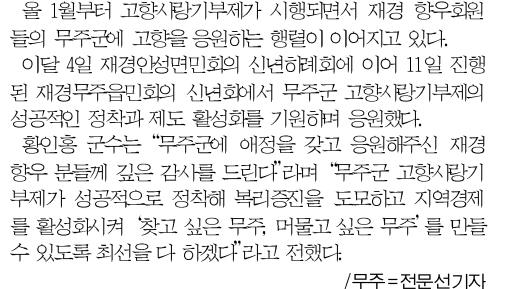 올 1월부터 고향사랑기부제가 시행되면서 재경 향우회원
들의 무주군에 고향을 응원하는 행렬이 이어지고 있다.
이달 4일 재경안성면민회의 신년하례회에 이어 11일 진행
된 재경무주읍민회의 신년회에서 무주군 고향사랑기부제의
성공적인 정착과 제도 활성화를 기원하며 응원했다.
황인홍 군수는 “무주군에 애정을 갖고 응원해주신 재경
향우 분들께 깊은 감사를 드린다”라며 “무주군 고향사랑기
부제가 성공적으로 정착해 복리증진을 도모하고 지역경제
를 활성화시켜 ‘찾고 싶은 무주, 머물고 싶은 무주’를 만들
수 있도록 최선을 다 하겠다”라고 전했다.
/무주=전문선기자